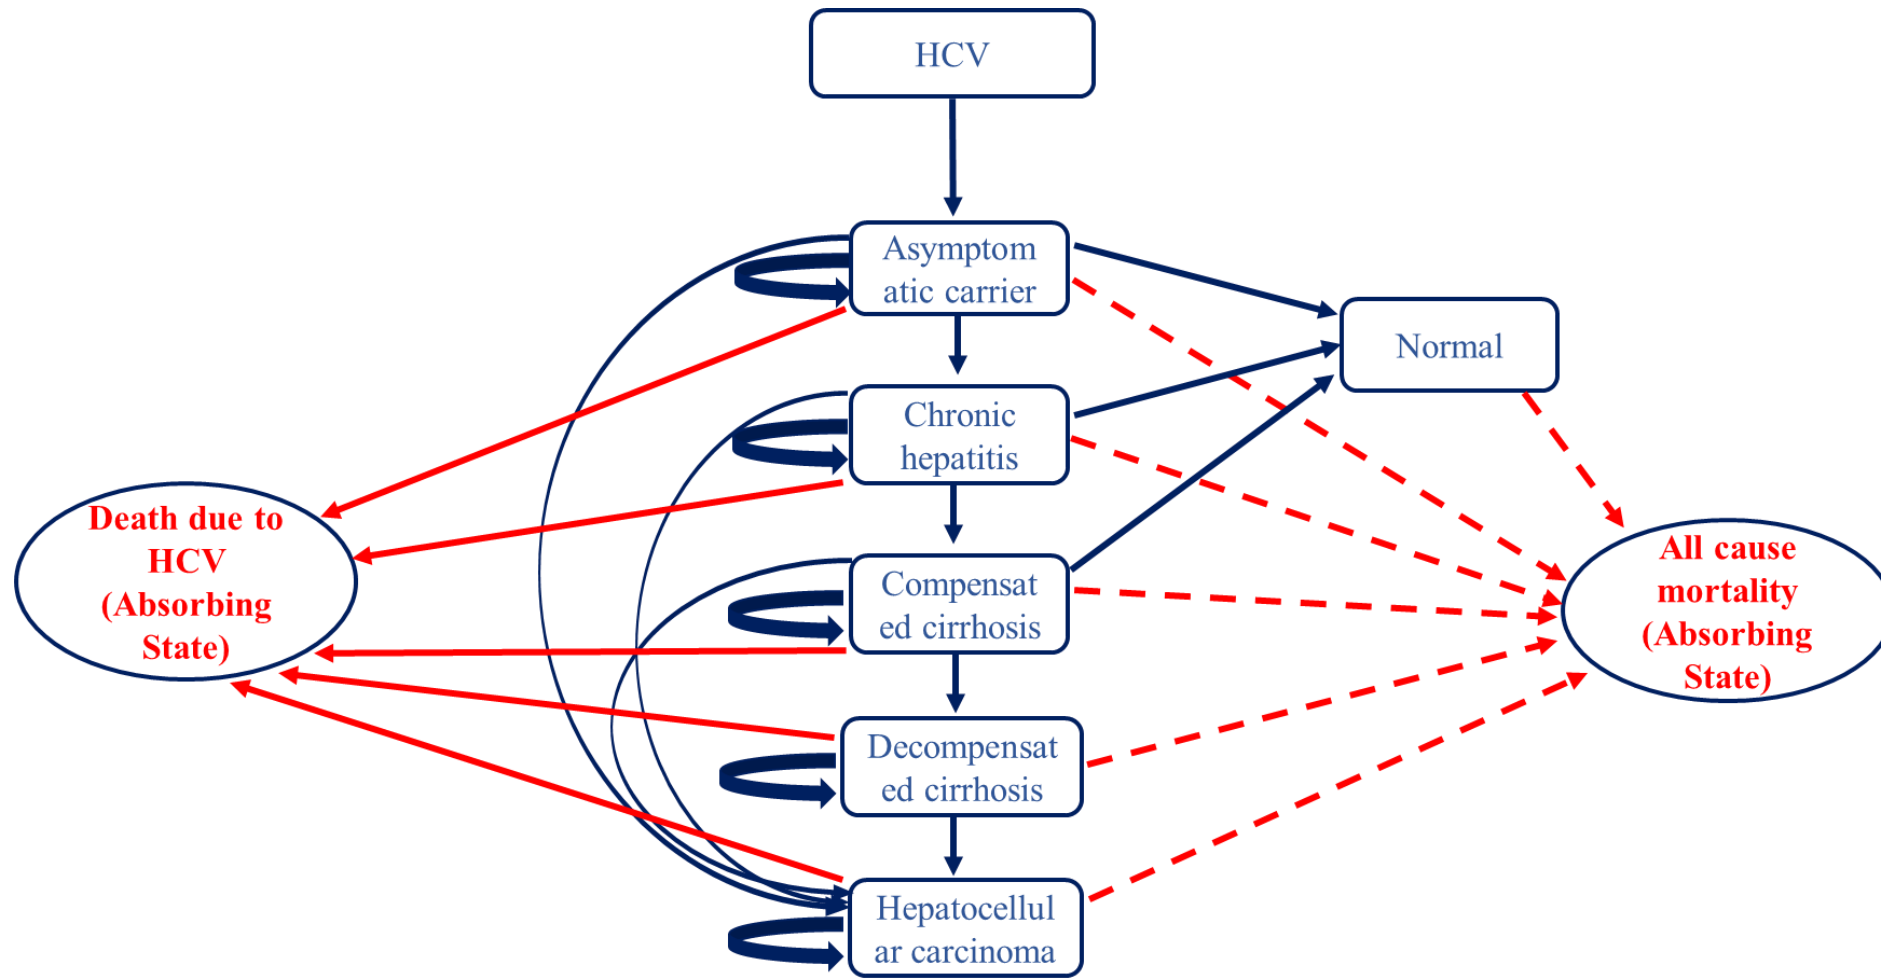 HCV
Asymptom
atic carrier
Normal
Chronic
hepatitis
Death due to
HCV
(Absorbing
State)
All cause
mortality
(Absorbing
State)
Compensat
ed cirrhosis
Decompensat
ed cirrhosis
Hepatocellul
ar carcinoma